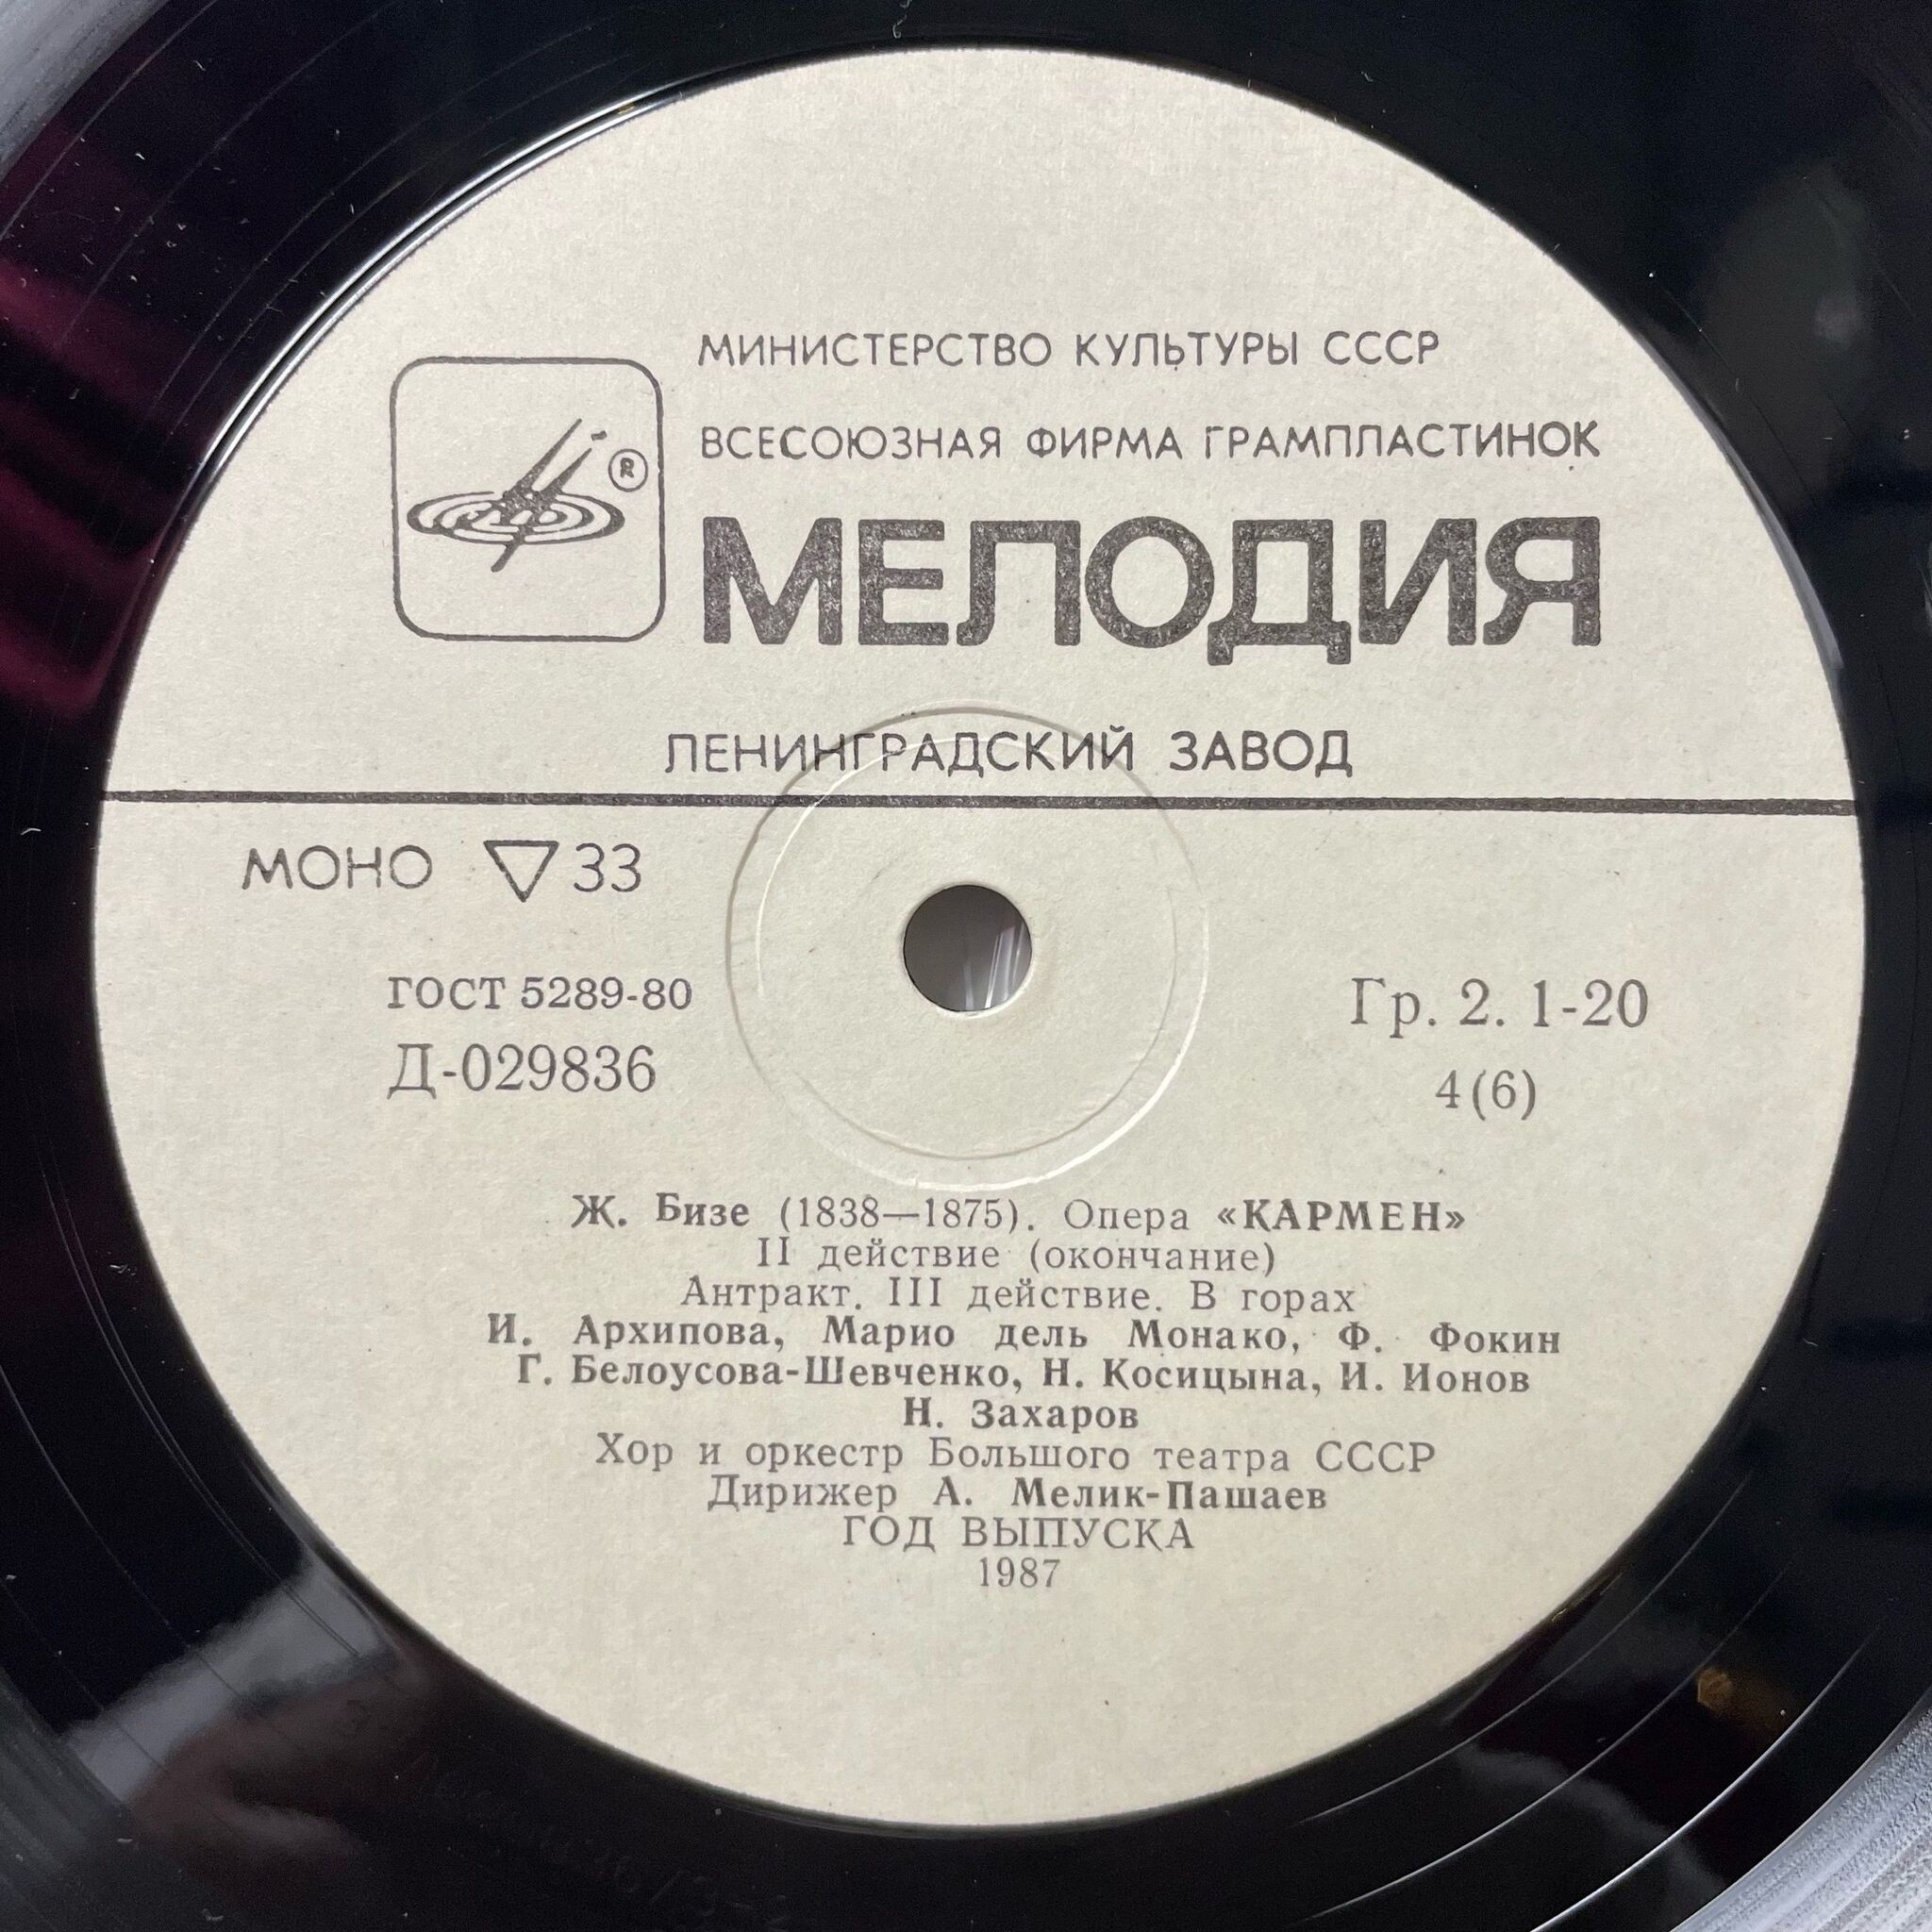 МИНИСТЕРСТВО КУЛЬТУРЫ СССР
ВСЕСОЮЗНАЯ ФИРМА ГРАМПЛАСТИНОК
®
МЕЛОДИЯ
ЛЕНИНГРАДСКИЙ ЗАВОД
МОНО ▽ 33
ГОСТ 5289-80
Гр. 2. 1-20
Д-029836
4(6)
Ж. Бизе (1838—1875). Опера «КАРМЕН»
II действие (окончание)
Антракт. III действие. В горах
И. Архипова, Марио дель Монако, Ф. Фокин
Г. Белоусова-Шевченко, Н. Косицына, И. Ионов
Н. Захаров
Хор и оркестр Большого театра СССР
Дирижер А. Мелик-Пашаев
ГОД ВЫПУСКА
1987